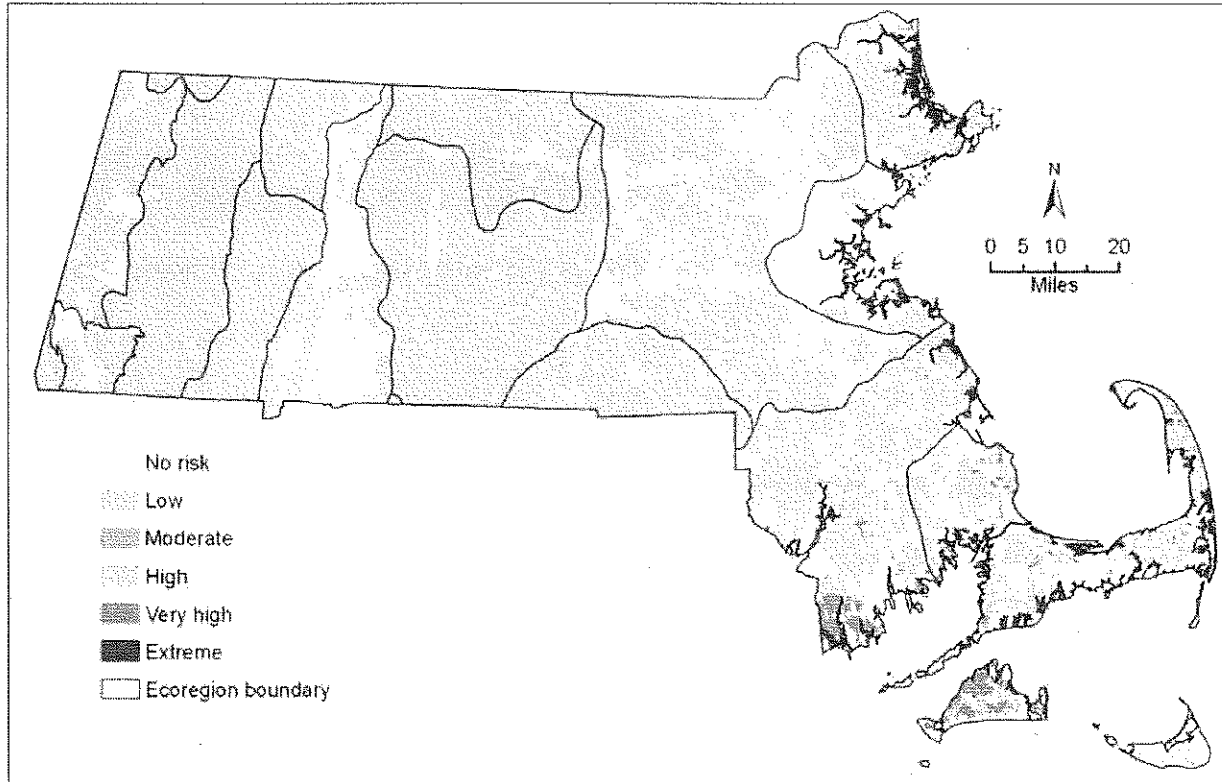 N
0 5 10 20
Miles
No risk
Low
Moderate
High
Very high
Extreme
Ecoregion boundary